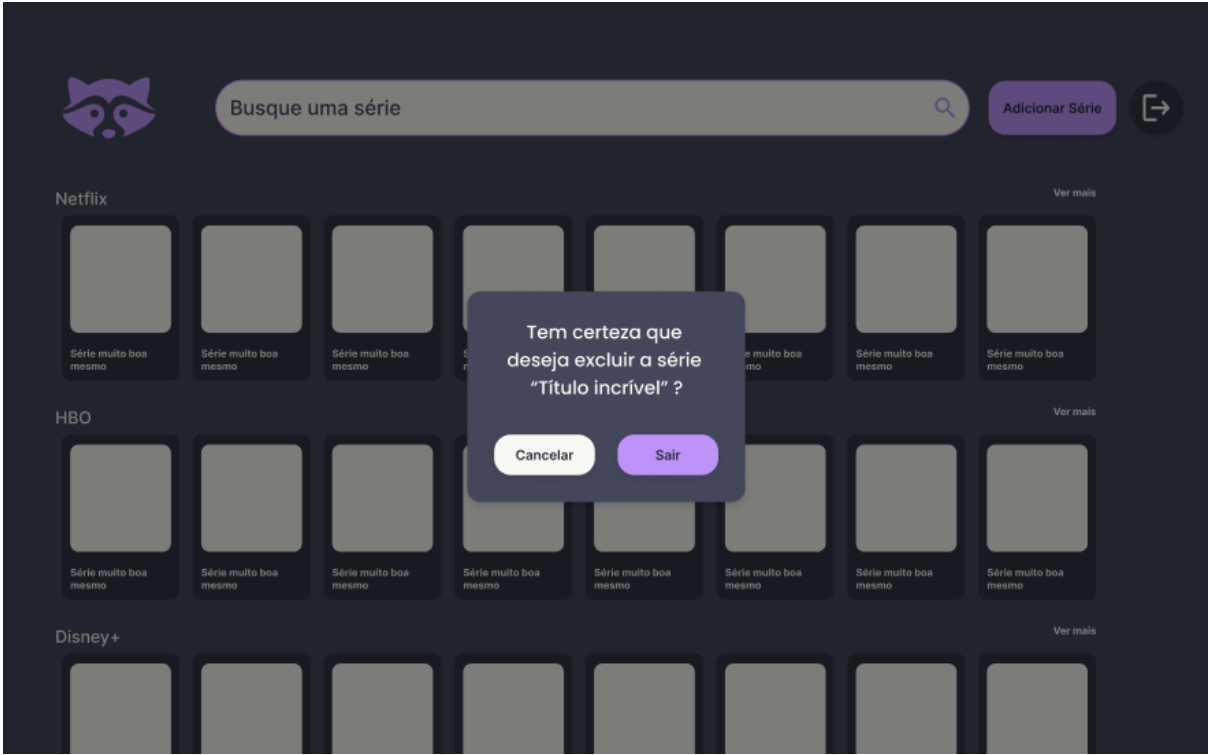 Busque uma série
Adicionar Série
Netflix
Ver mais
Série muito boa
mesmo
Série muito boa
mesmo
Série muito boa
mesmo
muito boa
Série muito boa
mesmo
Série muito boa
mesmo
Tem certeza que
deseja excluir a série
“Título incrível” ?
Cancelar
Sair
HBO
Ver mais
Série muito boa
mesmo
Série muito boa
mesmo
Série muito boa
mesmo
Série muito boa
mesmo
Série muito boa
mesmo
Série muito boa
mesmo
Série muito boa
mesmo
Série muito boa
mesmo
Disney+
Ver mais